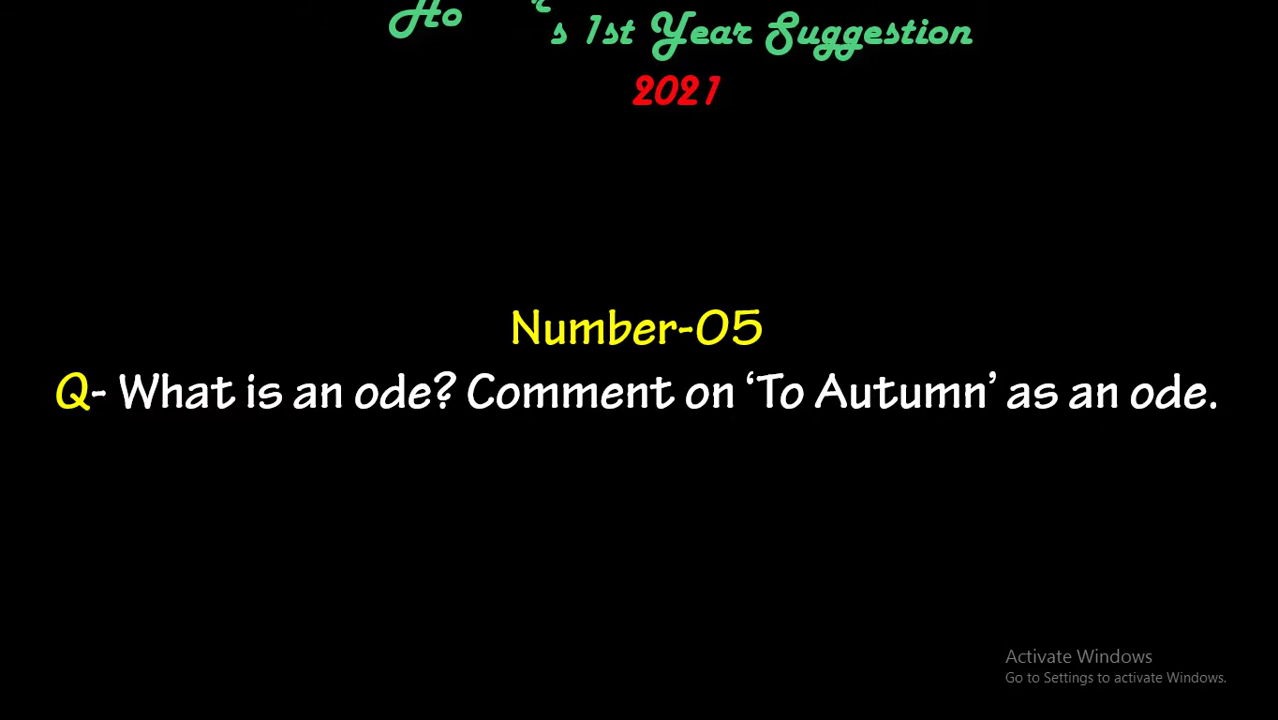 Ho s 1st Year Suggestion
2021
Number-05
Q- What is an ode? Comment on ‘To Autumn’ as an ode.
Activate Windows
Go to Settings to activate Windows.